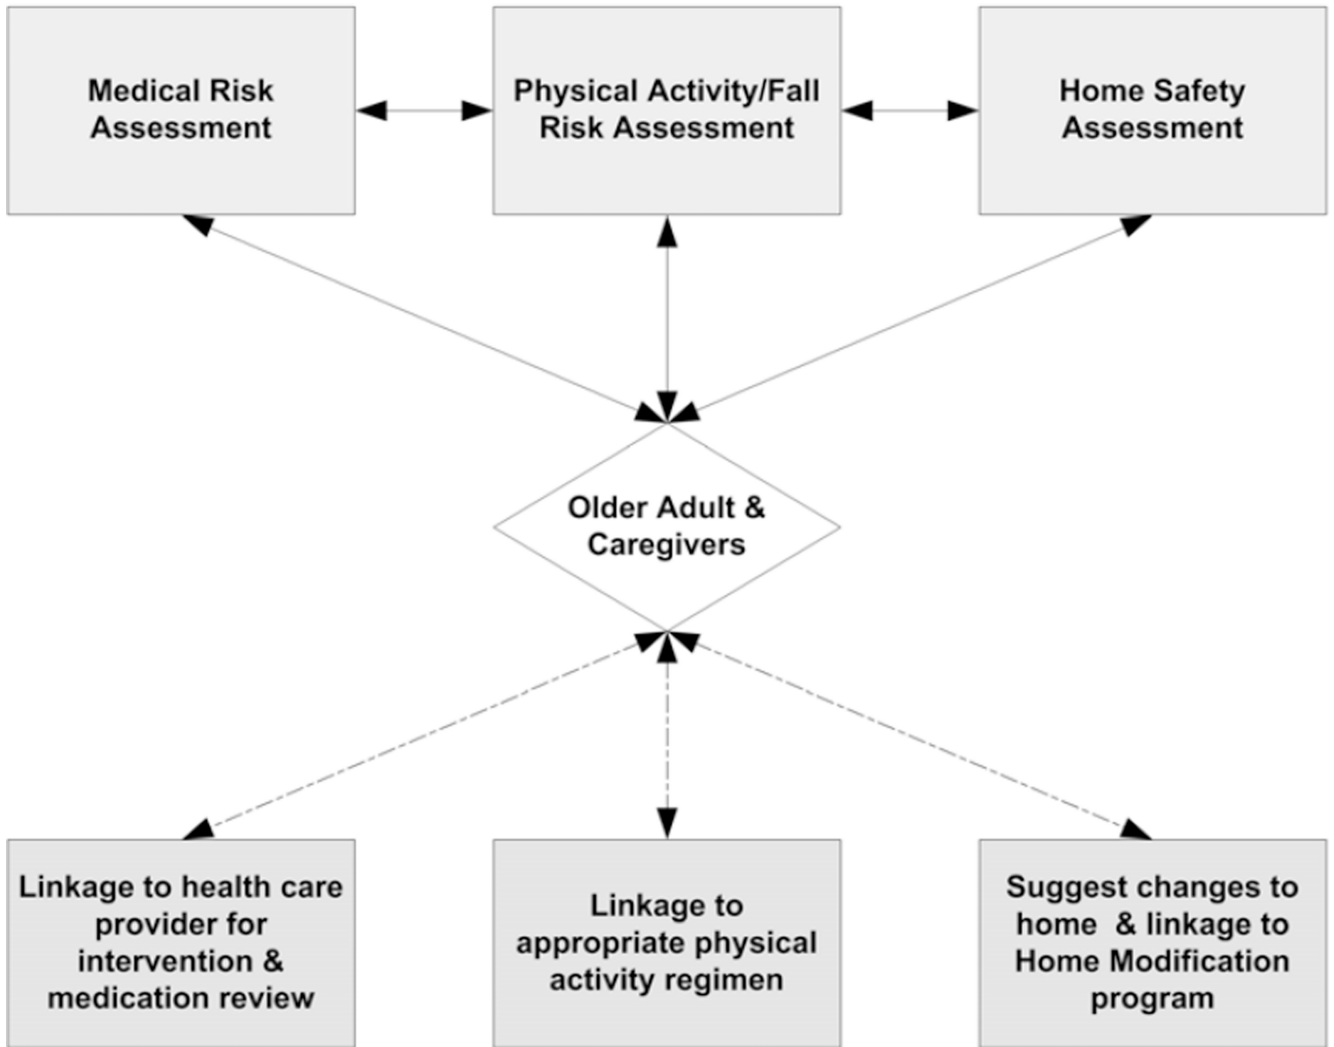 Medical Risk
Assessment
Physical Activity/Fall
Risk Assessment
Home Safety
Assessment
Older Adult &
Caregivers
Linkage to health care
provider for
intervention &
medication review
Linkage to
appropriate physical
activity regimen
Suggest changes to
home & linkage to
Home Modification
program